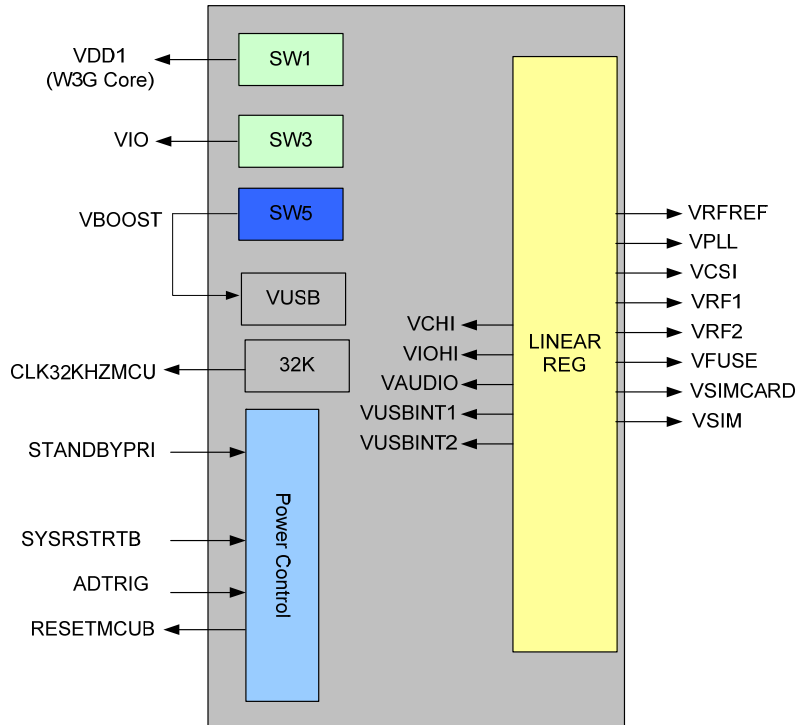 VDD1
(W3G Core)
SW1
VIO
SW3
VBOOST
SW5
VUSB
CLK32KHZMCU
32K
STANDBYPRI
SYSRSTRTB
ADTRIG
RESETMCUB
Power Control
VCHI
VIOHI
VAUDIO
VUSBINT1
VUSBINT2
LINEAR
REG
VRFREF
VPLL
VCSI
VRF1
VRF2
VFUSE
VSIMCARD
VSIM